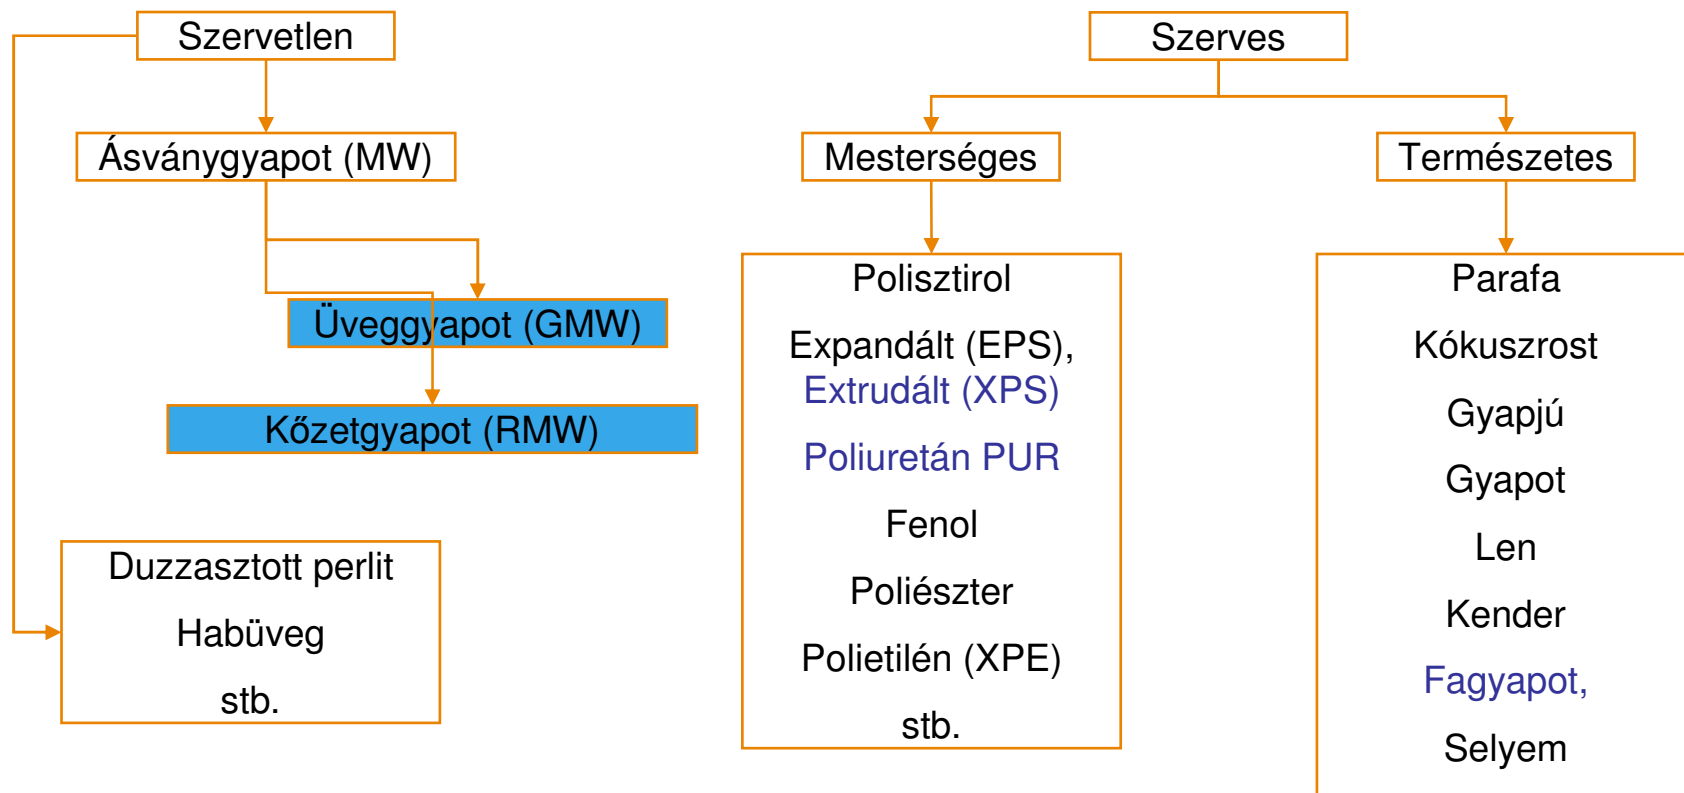 Szervetlen
Szerves
Ásványgyapot (MW)
Mesterséges
Természetes
Üveggyapot (GMW)
Kőzetgyapot (RMW)
Duzzasztott perlit
Habüveg
stb.
Polisztirol
Expandált (EPS),
Extrudált (XPS)
Poliuretán PUR
Fenol
Poliészter
Polietilén (XPE)
stb.
Parafa
Kókuszrost
Gyapjú
Gyapot
Len
Kender
Fagyapot,
Selyem